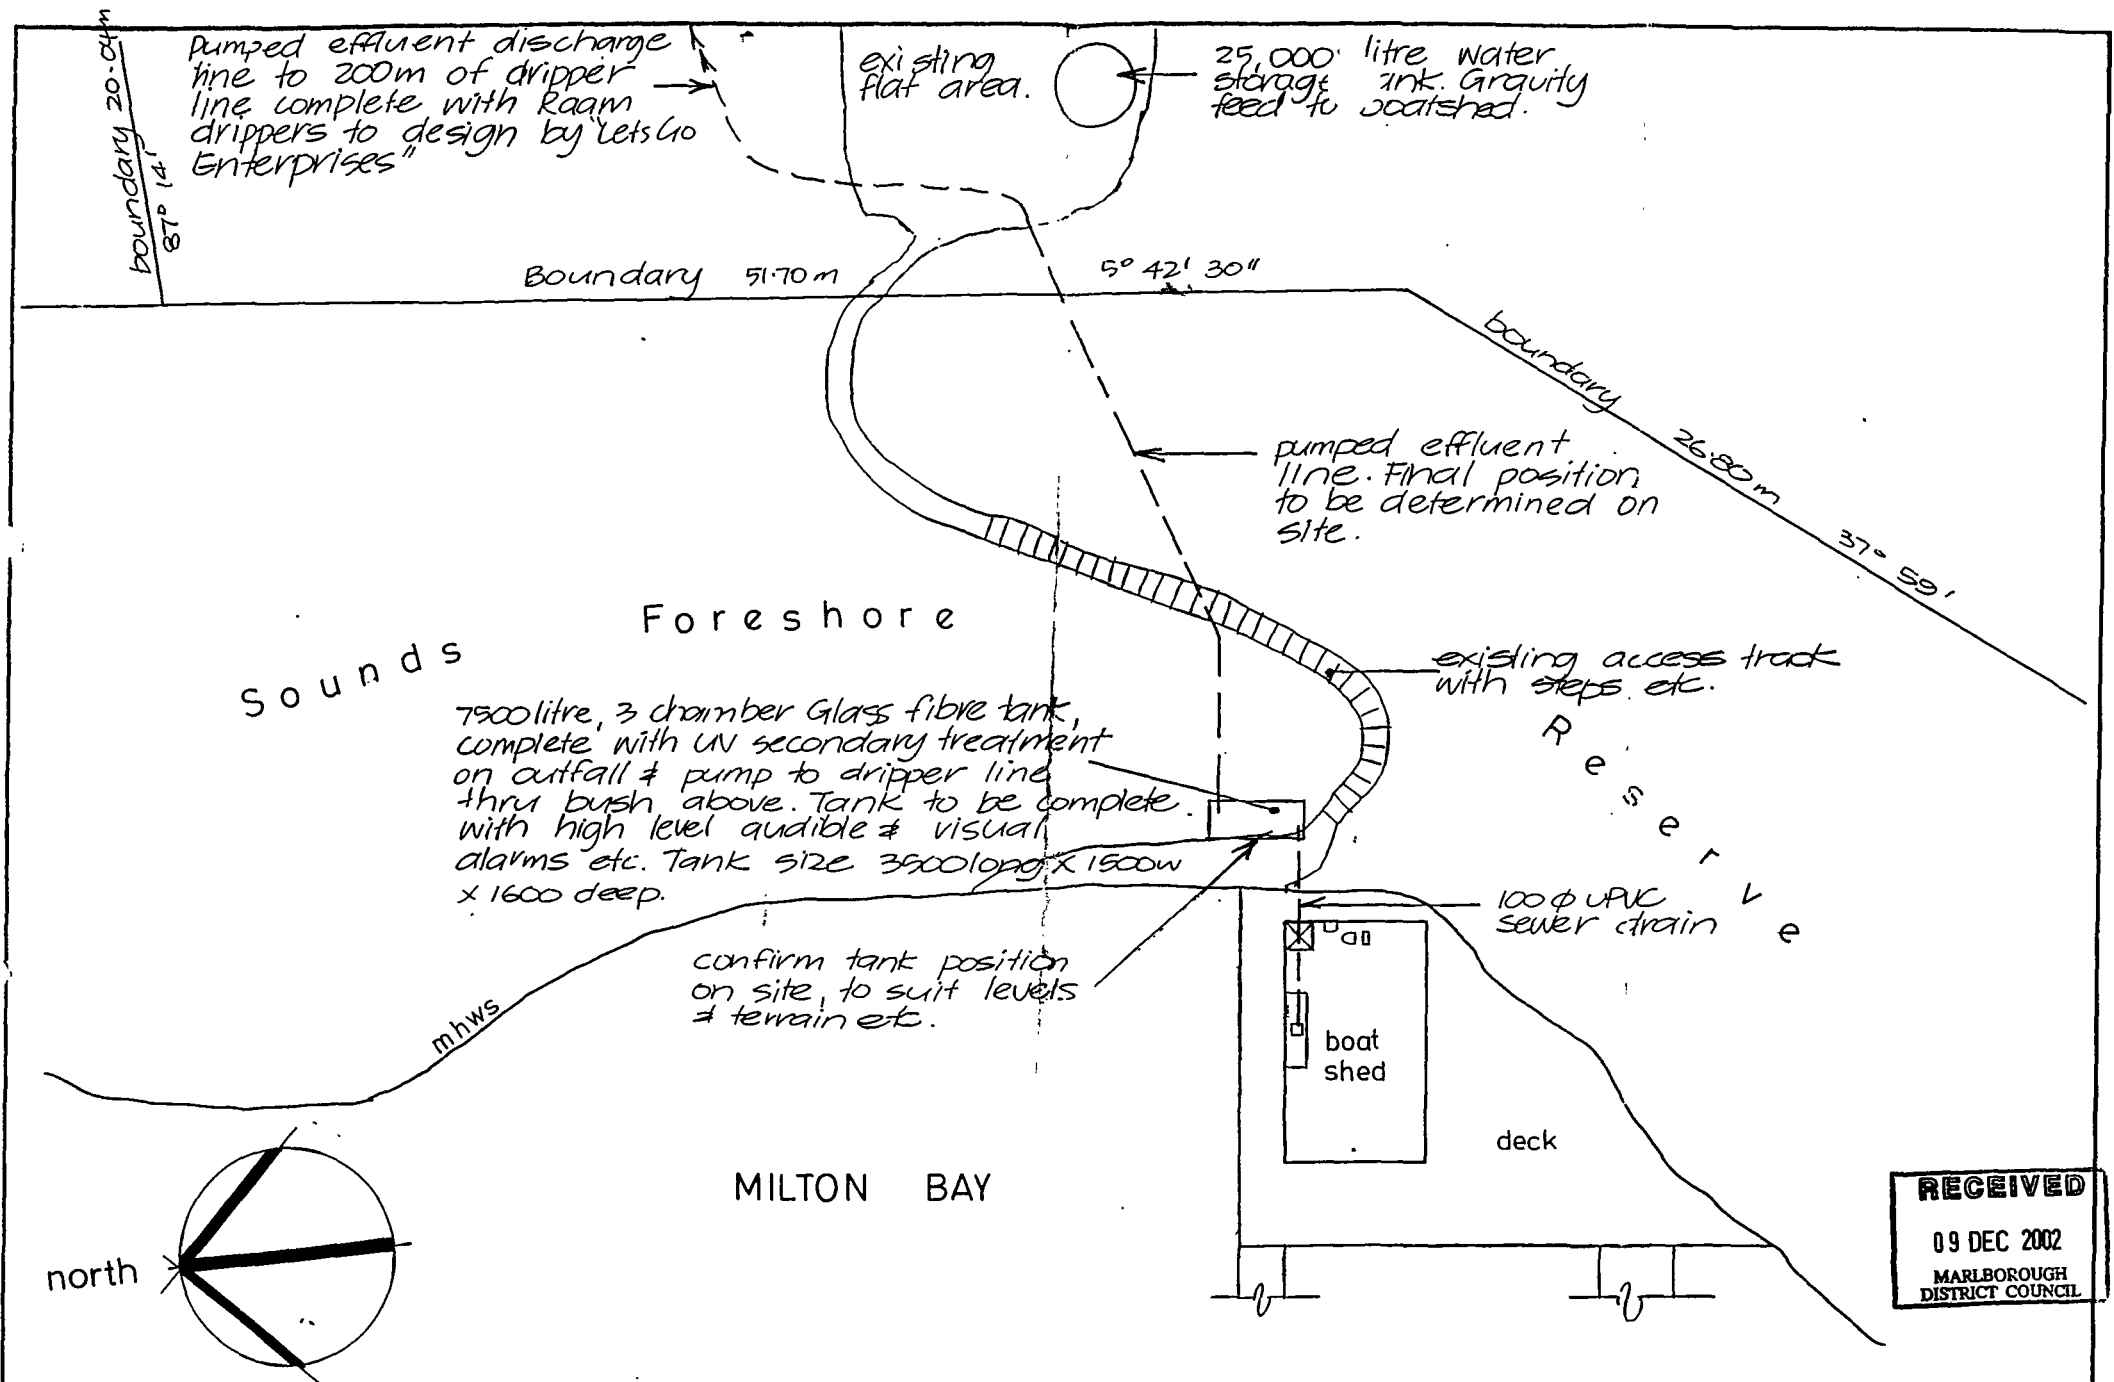 boundary 20.04m
87° 14'
Pumped effluent discharge
line to 200m of dripper
line complete with Raam
drippers to design by "Lets Go
Enterprises"
existing
flat area.
25,000 litre water
storage tank. Gravity
feed to boatshed.
Boundary 51.70m 5° 42' 30"
boundary 26.80m 37° 59'
pumped effluent
line. Final position
to be determined on
site.
Sounds Foreshore Reserve
existing access track
with steps etc.
7500 litre, 3 chamber Glass fibre tank,
complete with UV secondary treatment
on outfall & pump to dripper line
thru bush above. Tank to be complete
with high level audible & visual
alarms etc. Tank size 3500 long x 1500w
x 1600 deep.
100 φ uPVC
sewer drain
confirm tank position
on site, to suit levels
& terrain etc.
mhws
boat
shed
deck
MILTON BAY
north
RECEIVED
09 DEC 2002
MARLBOROUGH
DISTRICT COUNCIL